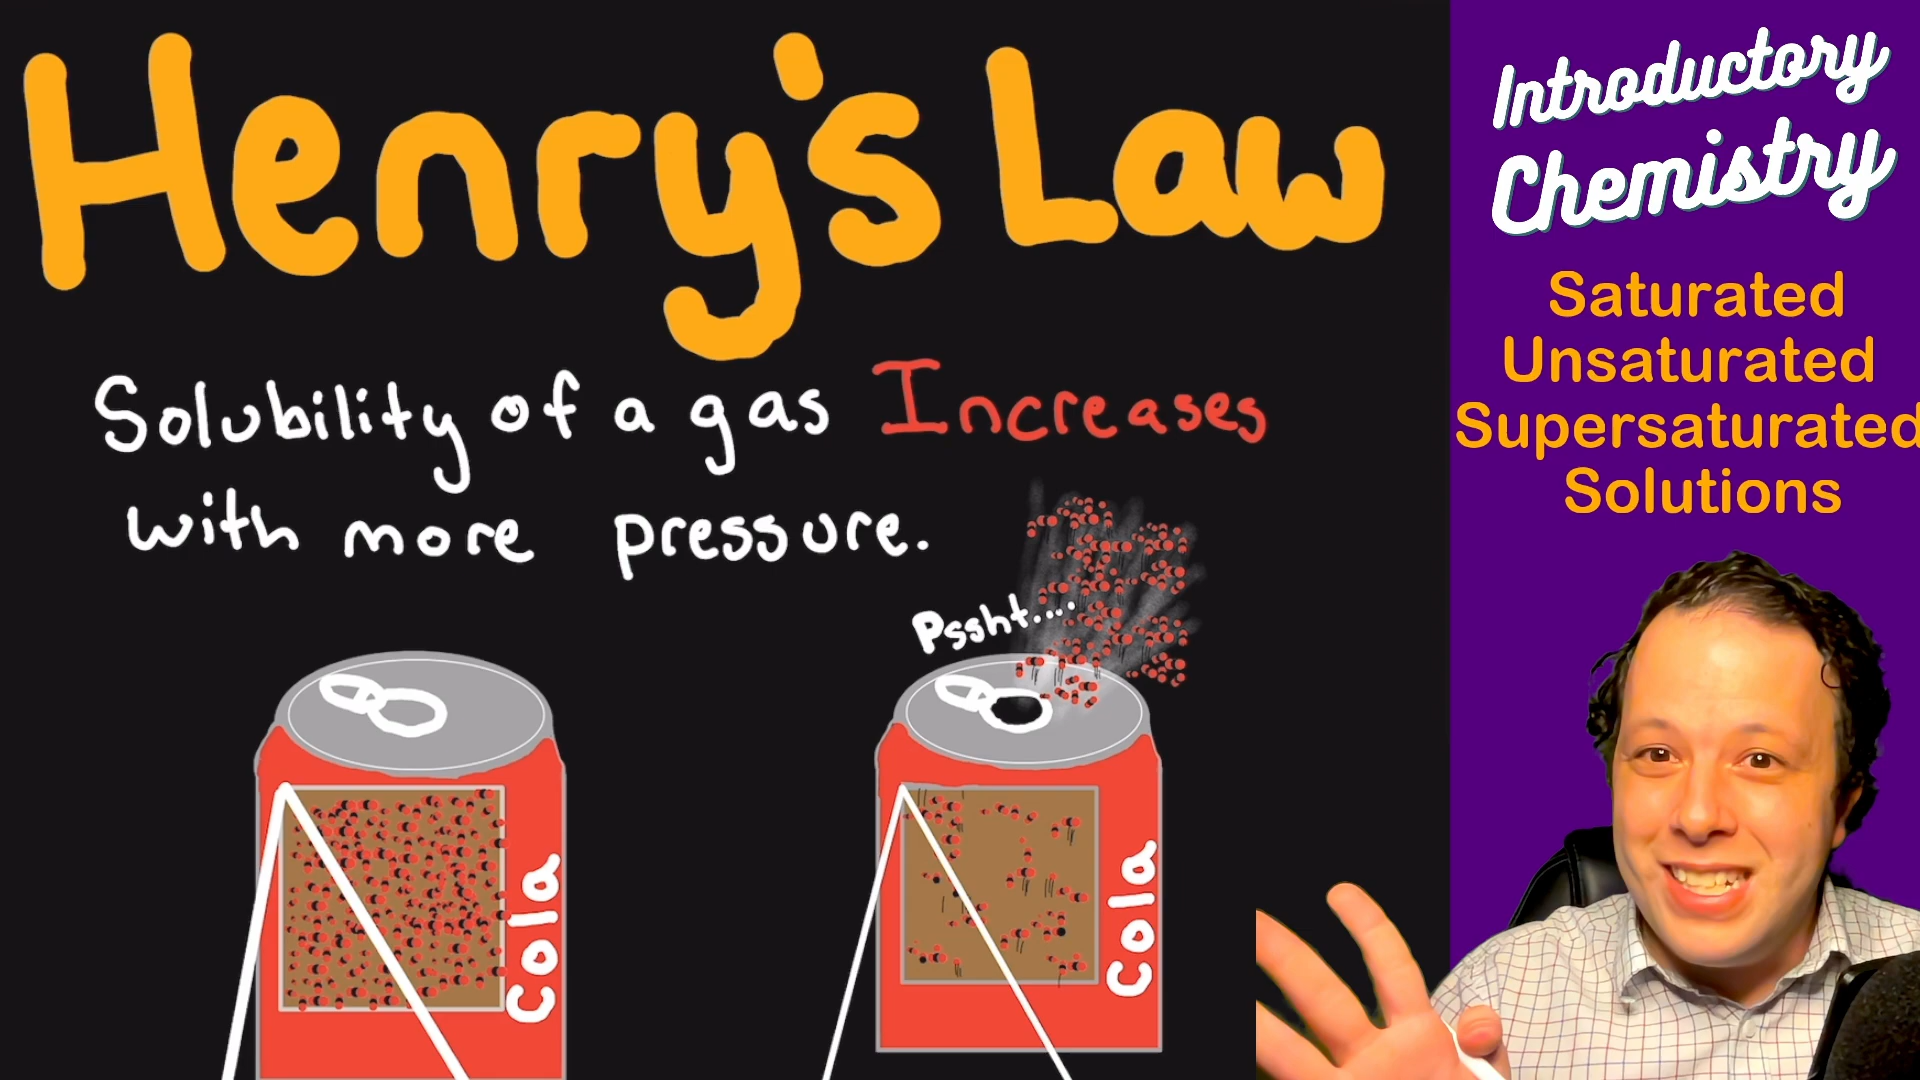 Henry's Law
Solubility of a gas Increases
with more pressure.
Pssht....
Cola
Cola
Introductory
Chemistry
Saturated
Unsaturated
Supersaturated
Solutions